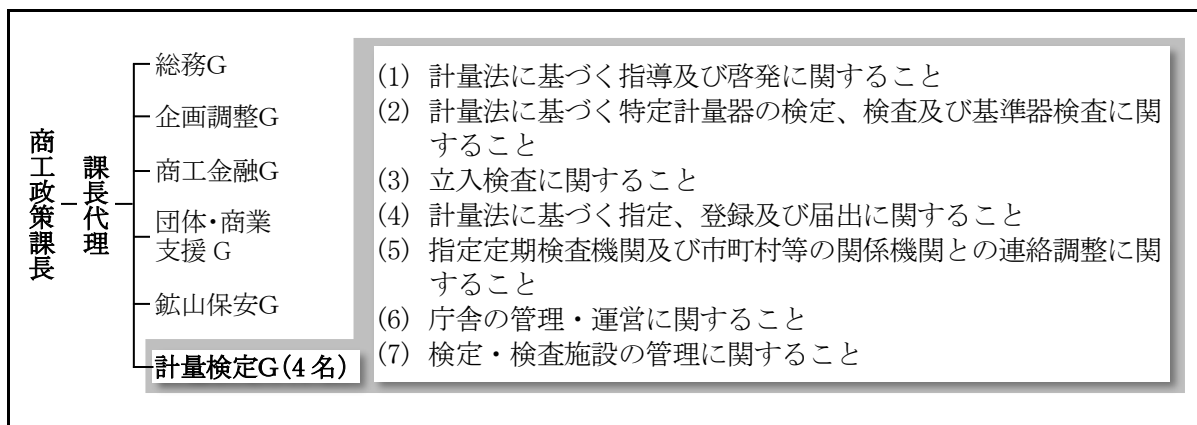 商工政策課長
課長代理
総務G
企画調整G
商工金融G
団体・商業
支援 G
鉱山保安G
計量検定G(4名)
(1) 計量法に基づく指導及び啓発に関すること
(2) 計量法に基づく特定計量器の検定、検査及び基準器検査に関
すること
(3) 立入検査に関すること
(4) 計量法に基づく指定、登録及び届出に関すること
(5) 指定定期検査機関及び市町村等の関係機関との連絡調整に関
すること
(6) 庁舎の管理・運営に関すること
(7) 検定・検査施設の管理に関すること